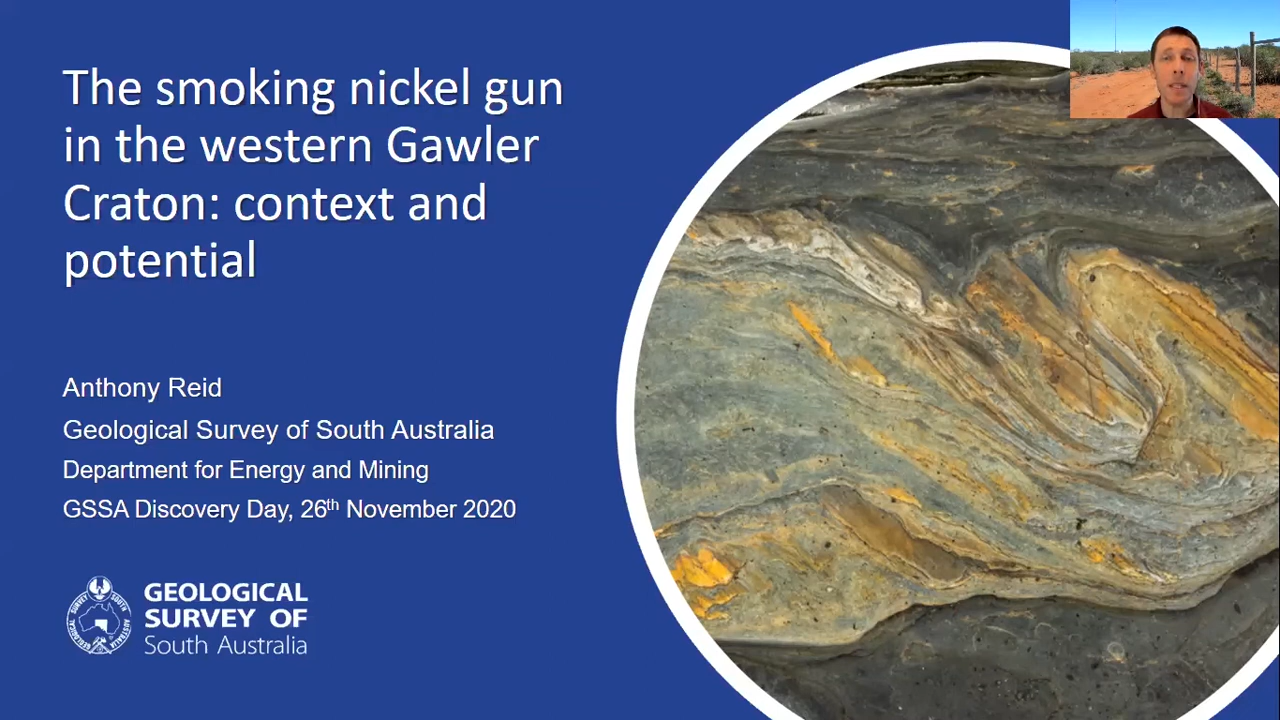 The smoking nickel gun
in the western Gawler
Craton: context and
potential
Anthony Reid
Geological Survey of South Australia
Department for Energy and Mining
GSSA Discovery Day, 26th November 2020
GEOLOGICAL
SURVEY OF
South Australia